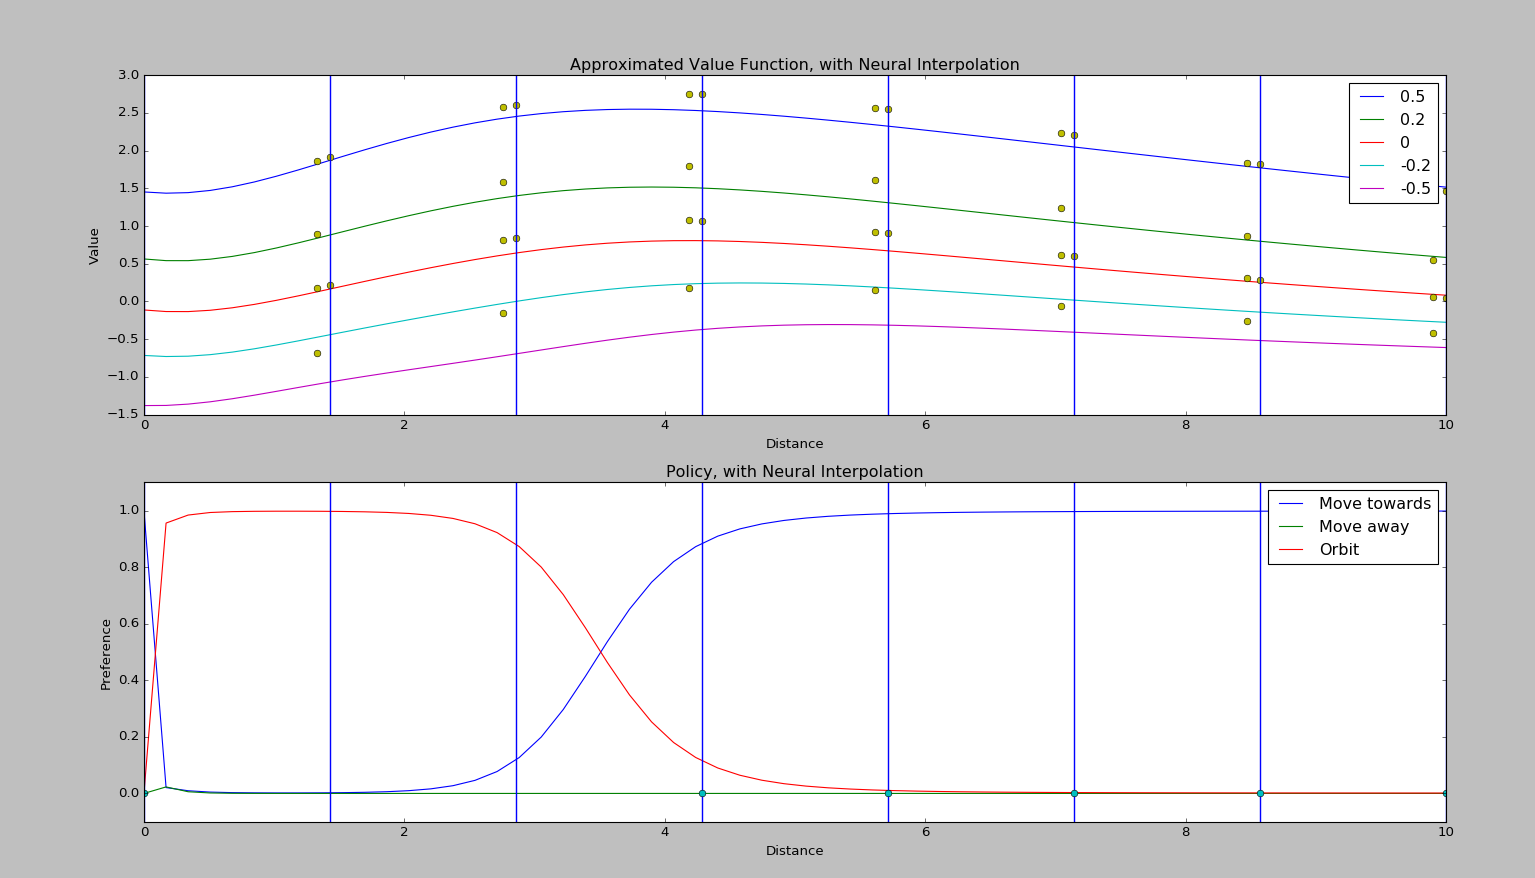 Approximated Value Function, with Neural Interpolation
3.0
2.5
2.0
1.5
1.0
0.5
0.0
−0.5
−1.0
−1.5
Value
0 2 4 6 8 10
Distance
0.5
0.2
0
-0.2
-0.5
Policy, with Neural Interpolation
1.0
0.8
0.6
0.4
0.2
0.0
Preference
0 2 4 6 8 10
Distance
Move towards
Move away
Orbit